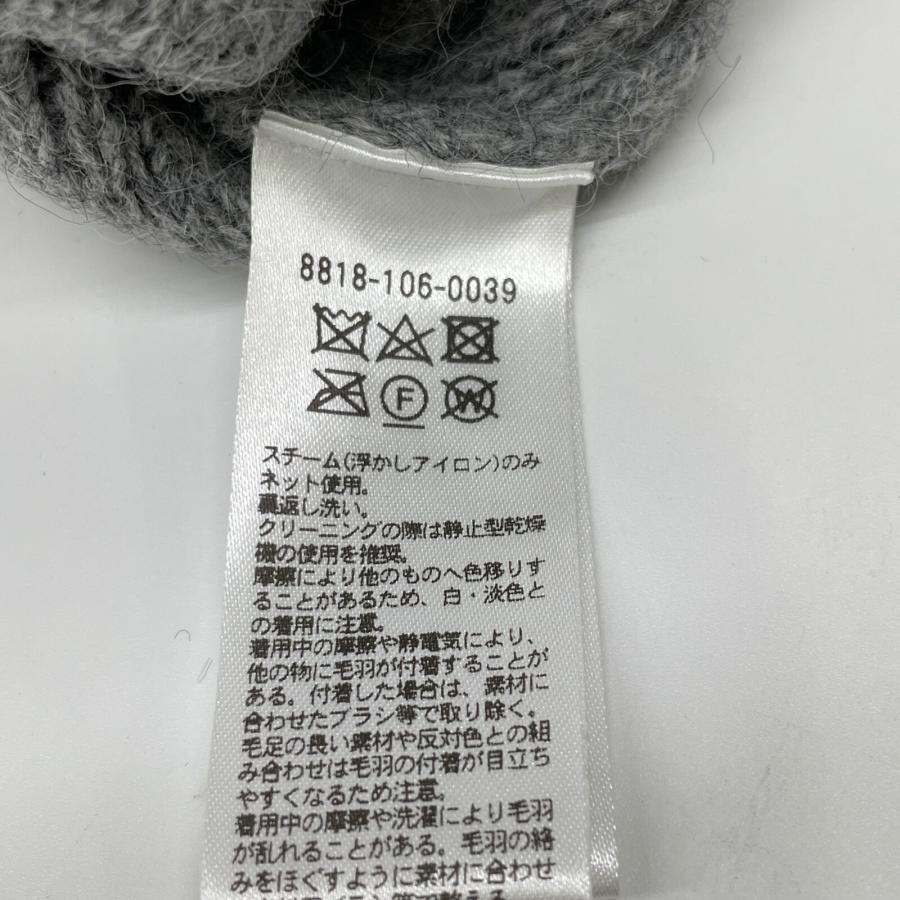 8818-106-0039
F
W
スチーム(浮かしアイロン)のみ
ネット使用。
裏返し洗い。
クリーニングの際は静止型乾燥
機の使用を推奨。
摩擦により他のものへ色移りす
ることがあるため、白・淡色と
の着用に注意。
着用中の摩擦や静電気により、
他の物に毛羽が付着することが
ある。付着した場合は、素材に
合わせたブラシ等で取り除く。
毛足の長い素材や反対色との組
み合わせは毛羽の付着が目立ち
やすくなるため注意。
着用中の摩擦や洗濯により毛羽
が乱れることがある。毛羽の絡
みをほぐすように素材に合わせ